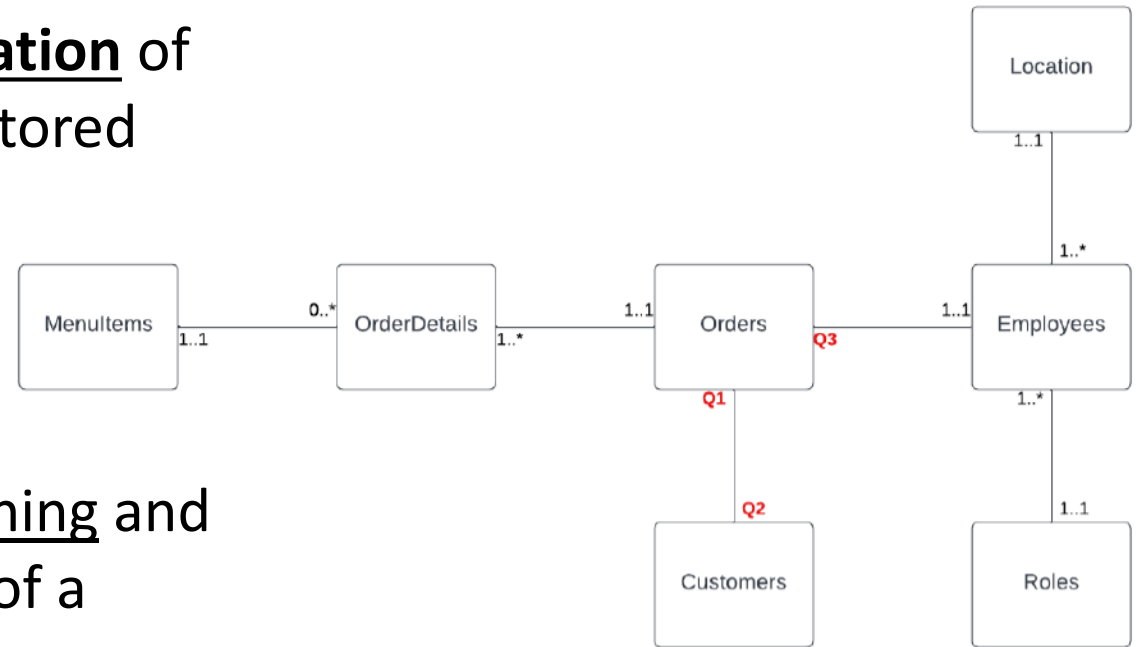 ation of
tored
Location
1..1
1..*
MenuItems
1..1
0..*
OrderDetails
1..*
1..1
Orders
Q3
1..1
Employees
Q1
1..*
ning and
of a
Q2
Customers
1..1
Roles